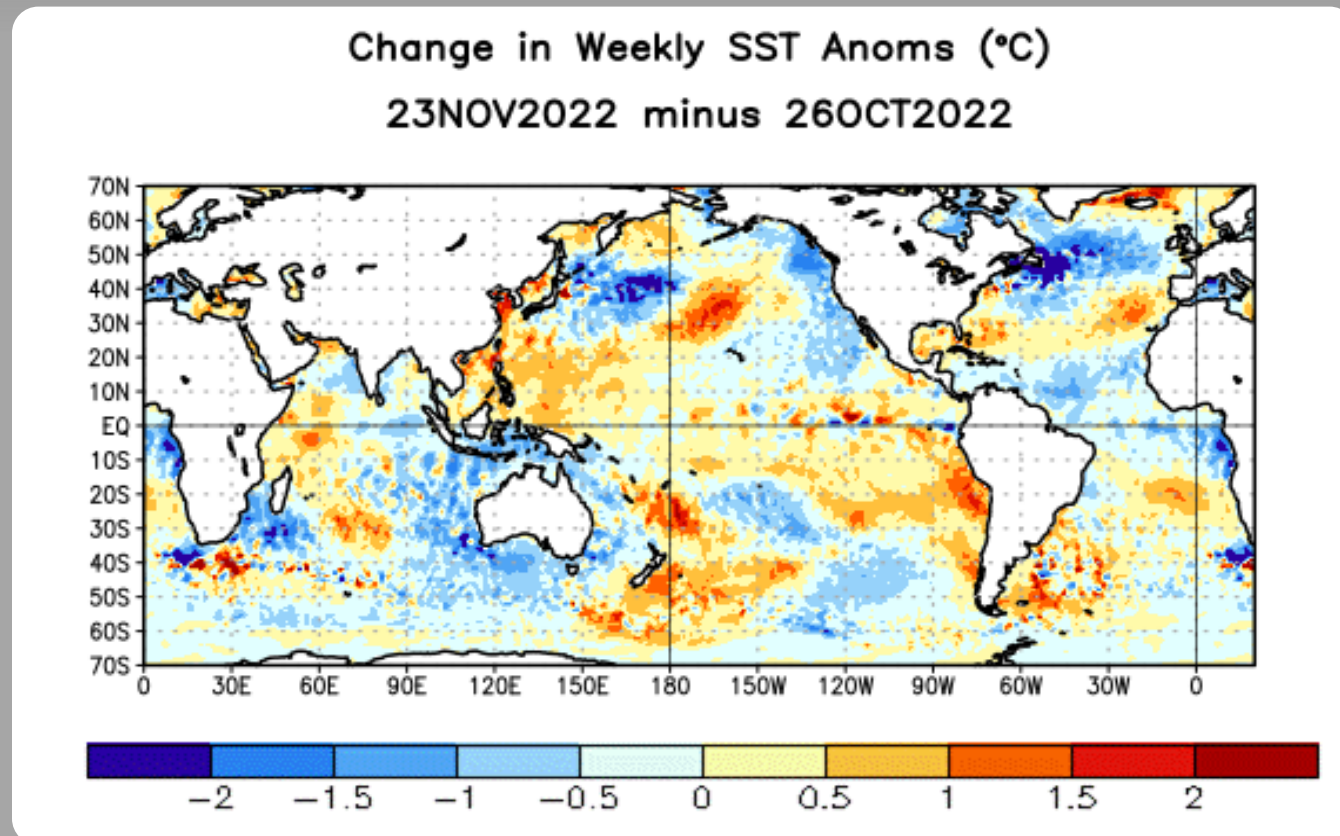 Change in Weekly SST Anoms (°C)
23NOV2022 minus 26OCT2022
70N
60N
50N
40N
30N
20N
10N
EQ
10S
20S
30S
40S
50S
60S
70S
0 30E 60E 90E 120E 150E 180 150W 120W 90W 60W 30W 0
−2 −1.5 −1 −0.5 0 0.5 1 1.5 2